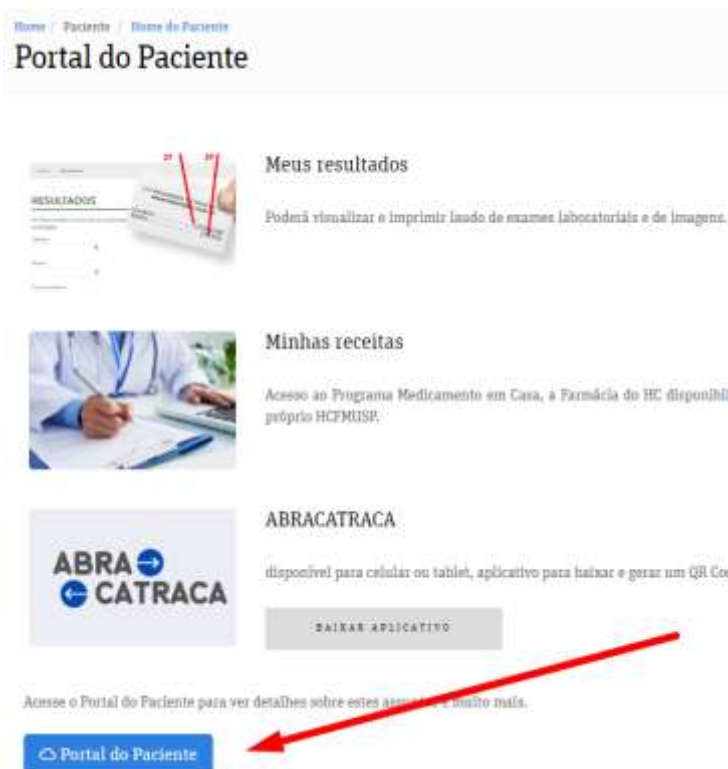 Home / Paciente / Home do Paciente
Portal do Paciente
RESULTADOS
Meus resultados
Poderá visualizar e imprimir laudo de exames laboratoriais e de imagens.
Minhas receitas
Acesso ao Programa Medicamento em Casa, a Farmácia do HC disponibil
próprio HCFMUSP.
ABRA
CATRACA
ABRACATRACA
disponível para celular ou tablet, aplicativo para baixar e gerar um QR Co
BAIXAR APLICATIVO
Acesse o Portal do Paciente para ver detalhes sobre estes e muito mais.
Portal do Paciente